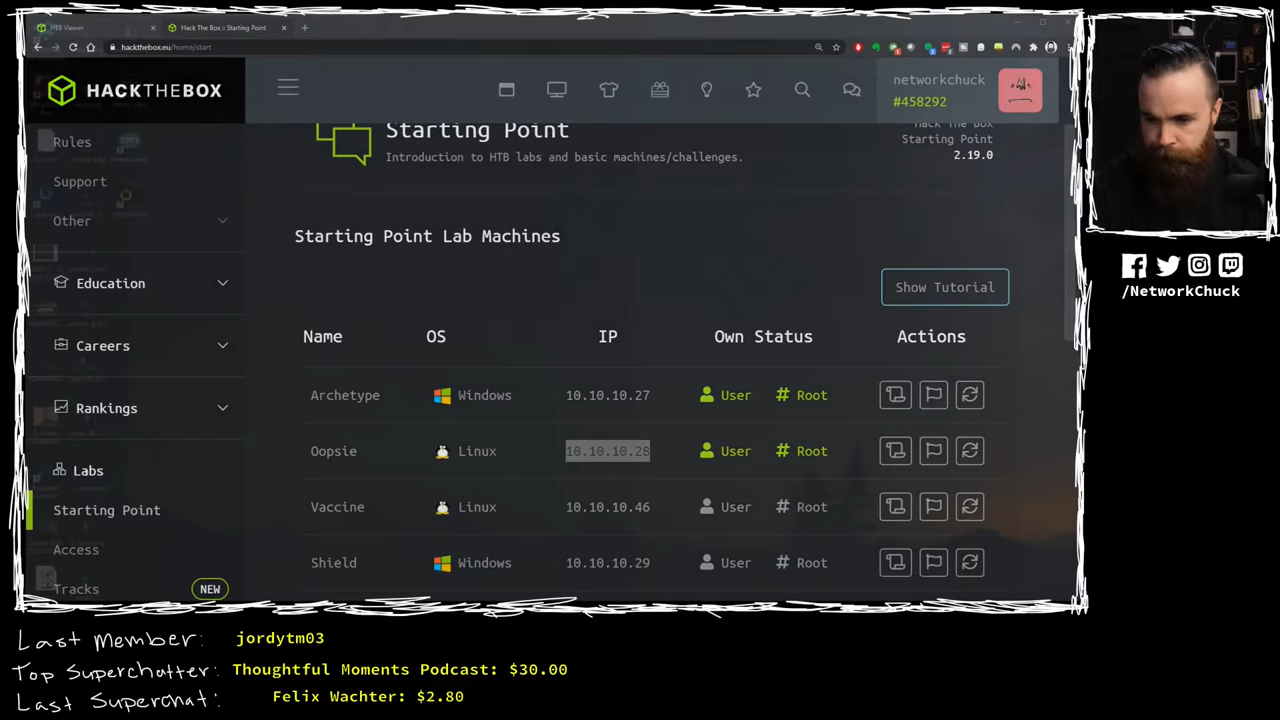 HTB Viewer
Hack The Box :: Starting Point
hackthebox.eu/home/start
HACKTHEBOX
networkchuck
#458292
Rules
Support
Other
Education
Careers
Rankings
Labs
Starting Point
Access
Tracks
NEW
Starting Point
Introduction to HTB labs and basic machines/challenges.
Hack The Box
Starting Point
2.19.0
Starting Point Lab Machines
Show Tutorial
Name OS IP Own Status Actions
Archetype Windows 10.10.10.27 User # Root
Oopsie Linux 10.10.10.28 User # Root
Vaccine Linux 10.10.10.46 User # Root
Shield Windows 10.10.10.29 User # Root
/NetworkChuck
Last Member: jordytm03
Top Superchatter: Thoughtful Moments Podcast: $30.00
Last Superchat: Felix Wachter: $2.80